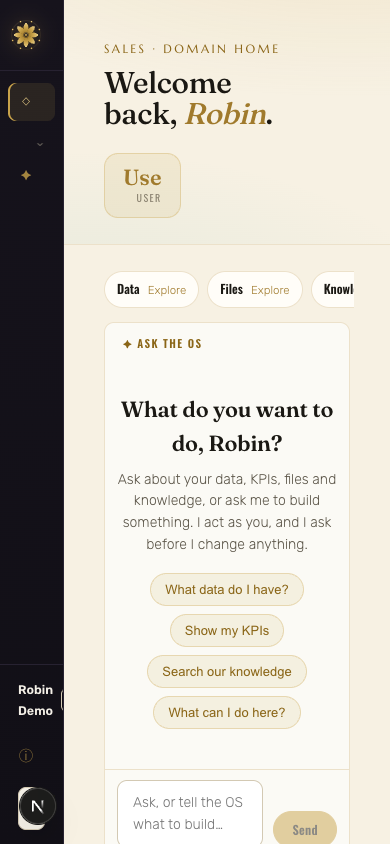 SALES · DOMAIN HOME
Welcome
back, Robin.
Use
USER
Data Explore Files Explore
ASK THE OS
What do you want to
do, Robin?
Ask about your data, KPIs, files and
knowledge, or ask me to build
something. I act as you, and I ask
before I change anything.
What data do I have?
Show my KPIs
Search our knowledge
What can I do here?
Ask, or tell the OS
what to build…
Send
Robin
Demo
N